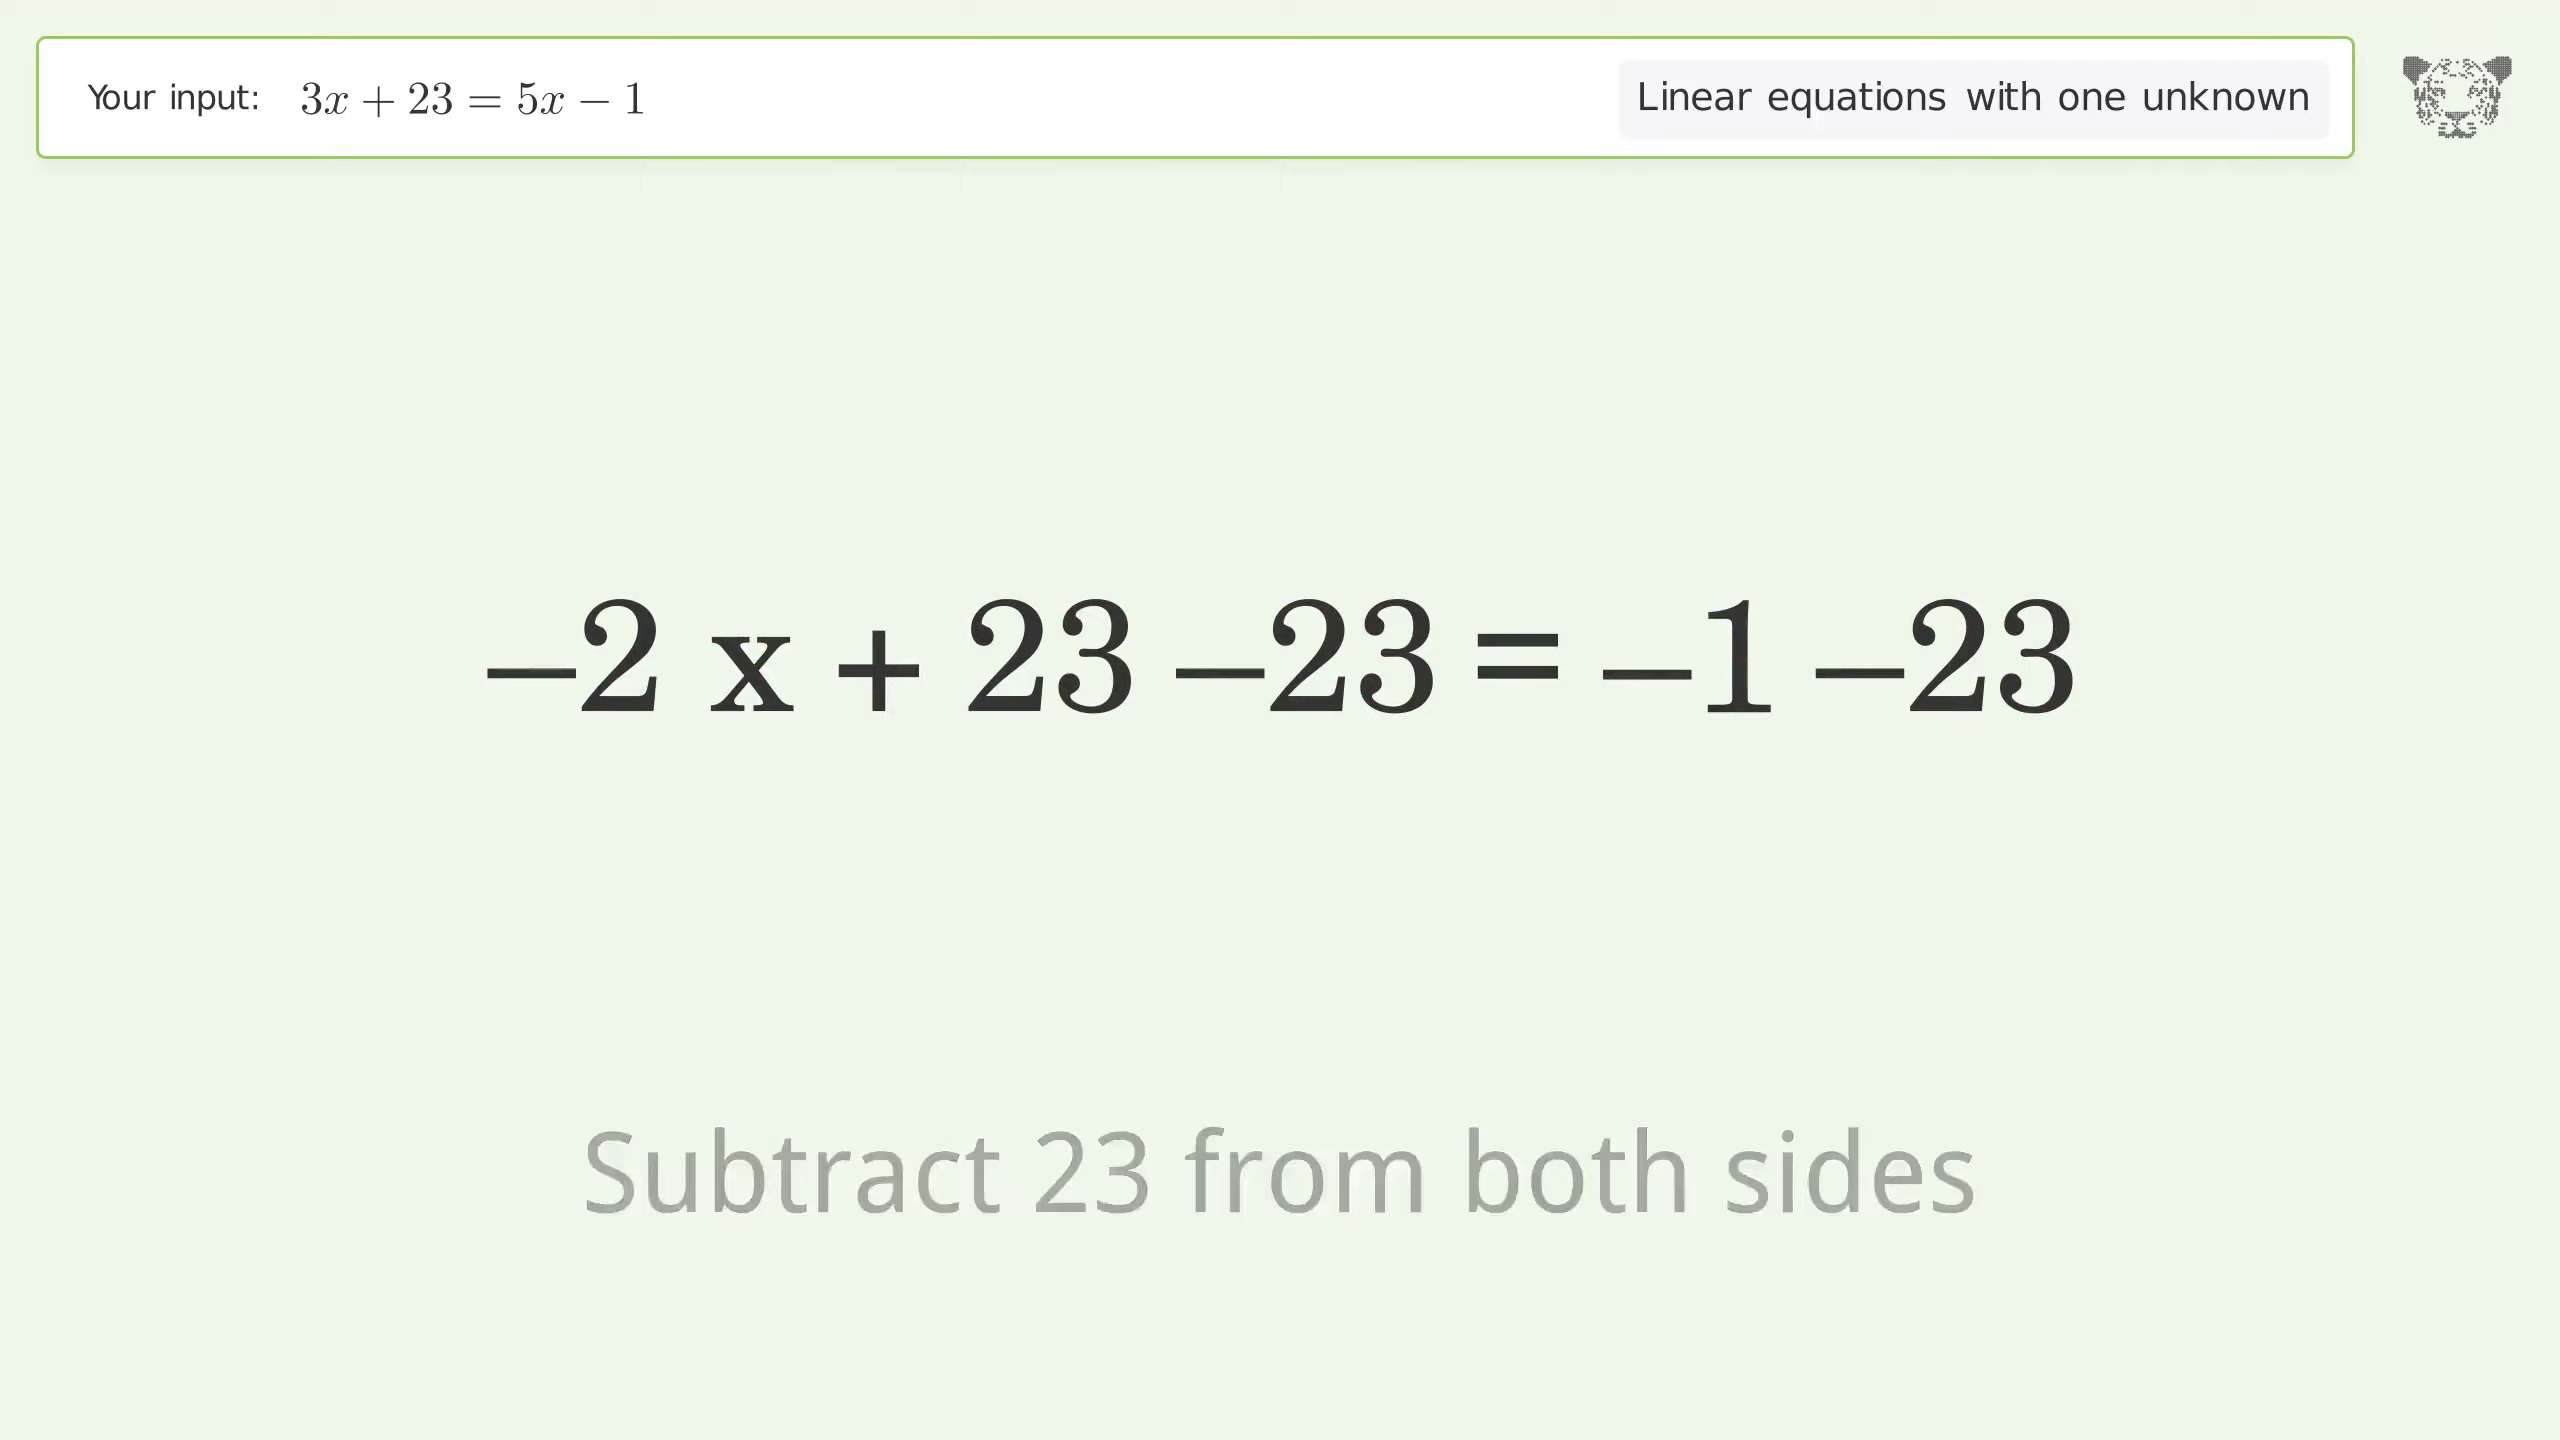 Your input: 3x + 23 = 5x − 1
Linear equations with one unknown
−2 x + 23 −23 = −1 −23
Subtract 23 from both sides